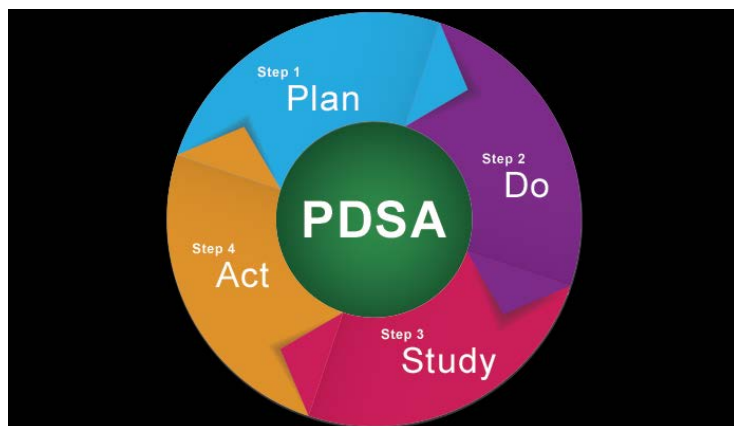 Step 1
Plan
Step 2
Do
PDSA
Step 4
Act
Step 3
Study